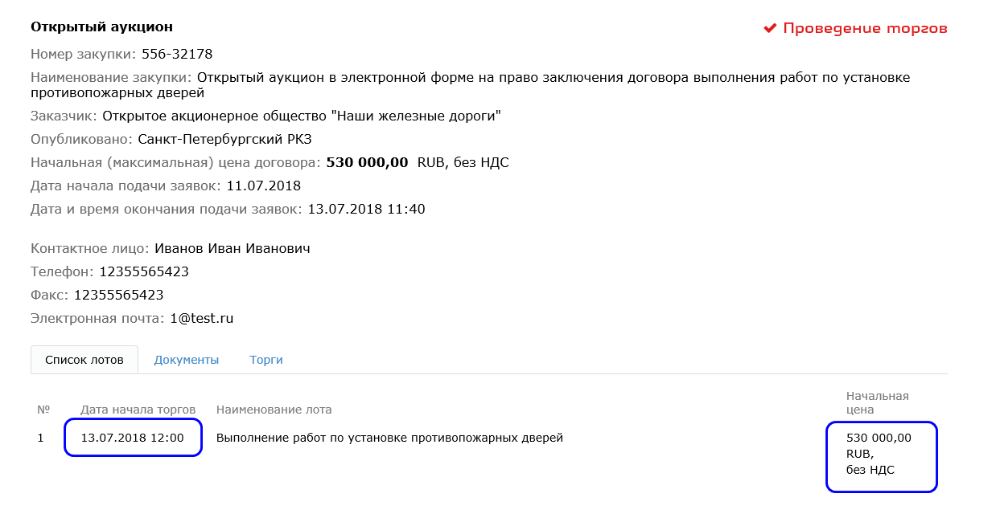 Открытый аукцион
Проведение торгов
Номер закупки: 556-32178
Наименование закупки: Открытый аукцион в электронной форме на право заключения договора выполнения работ по установке
противопожарных дверей
Заказчик: Открытое акционерное общество "Наши железные дороги"
Опубликовано: Санкт-Петербургский РКЗ
Начальная (максимальная) цена договора: 530 000,00 RUB, без НДС
Дата начала подачи заявок: 11.07.2018
Дата и время окончания подачи заявок: 13.07.2018 11:40
Контактное лицо: Иванов Иван Иванович
Телефон: 12355565423
Факс: 12355565423
Электронная почта: 1@test.ru
Список лотов Документы Торги
№ Дата начала торгов Наименование лота Начальная
цена
1 13.07.2018 12:00 Выполнение работ по установке противопожарных дверей 530 000,00
RUB,
без НДС